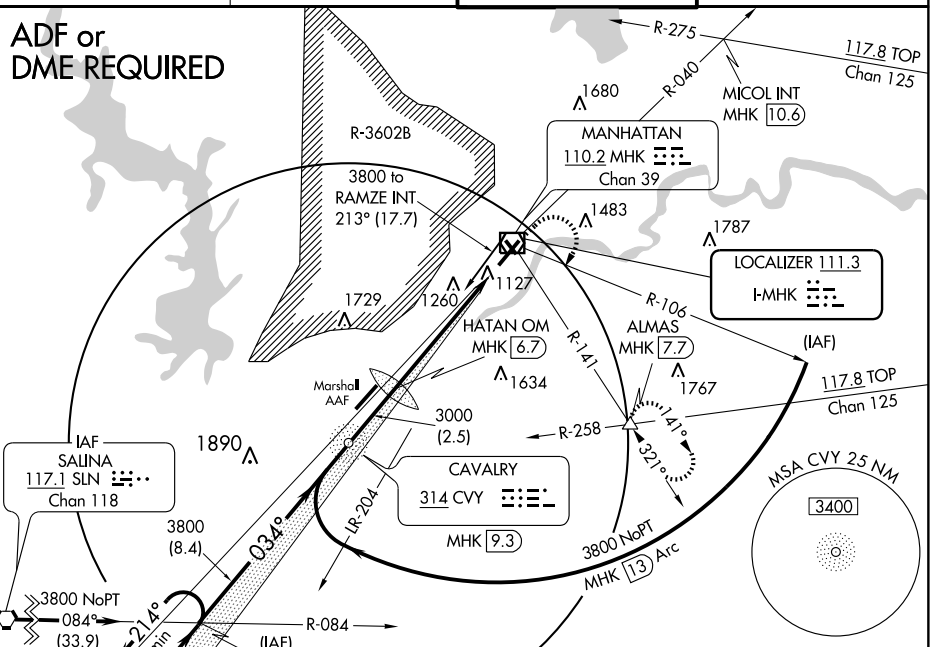 ADF or
DME REQUIRED
R-275
117.8 TOP
Chan 125
R-040
MICOL INT
MHK 10.6
1680
R-3602B
MANHATTAN
110.2 MHK
Chan 39
3800 to
RAMZE INT
213° (17.7)
1483
1787
LOCALIZER 111.3
I-MHK
1127
1260
1729
R-106
HATAN OM
MHK 6.7
ALMAS
MHK 7.7
R-141
(IAF)
1634
1767
117.8 TOP
Chan 125
Marshall
AAF
3000
(2.5)
R-258
141°
321°
1890
IAF
SALINA
117.1 SLN
Chan 118
CAVALRY
314 CVY
MHK 9.3
LR-204
MSA CVY 25 NM
3400
3800
(8.4)
034°
3800 NoPT
MHK 13 Arc
3800 NoPT
084°
(33.9)
214°
min
R-084
(IAF)